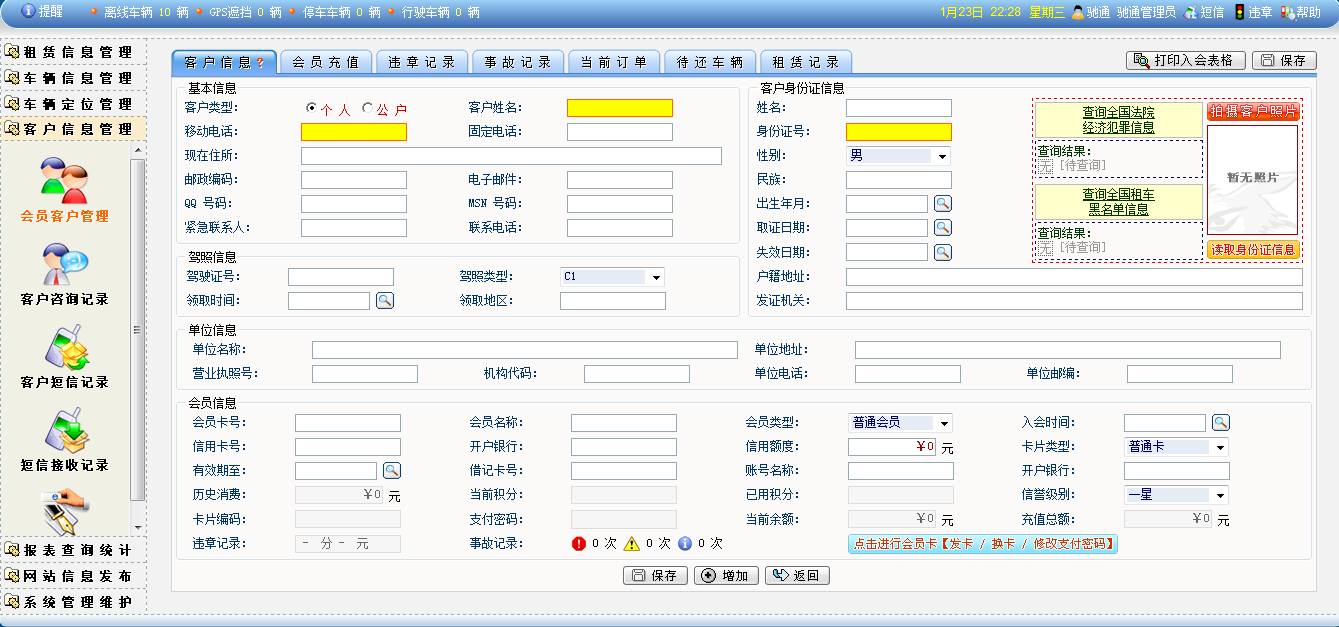 提醒 离线车辆 10 辆 GPS遮挡 0 辆 停车车辆 0 辆 行驶车辆 0 辆 1月23日 22:28 星期三 驰通 驰通管理员 短信 违章 帮助
租赁信息管理
车辆信息管理
车辆定位管理
客户信息管理
会员客户管理
客户咨询记录
客户短信记录
短信接收记录
报表查询统计
网站信息发布
系统管理维护
客户信息? 会员充值 违章记录 事故记录 当前订单 待还车辆 租赁记录 打印入会表格 保存
基本信息
客户类型: 个人 公户 客户姓名:
移动电话: 固定电话:
现在住所:
邮政编码: 电子邮件:
QQ 号码: MSN 号码:
紧急联系人: 联系电话:
驾照信息
驾驶证号: 驾照类型: C1
领取时间: 领取地区:
客户身份证信息
姓名:
身份证号:
性别: 男
民族:
出生年月:
取证日期:
失效日期:
户籍地址:
发证机关:
查询全国法院
经济犯罪信息
查询结果:
无 [待查询]
查询全国租车
黑名单信息
查询结果:
无 [待查询]
拍摄客户照片
暂无照片
读取身份证信息
单位信息
单位名称: 单位地址:
营业执照号: 机构代码: 单位电话: 单位邮编:
会员信息
会员卡号: 会员名称: 会员类型: 普通会员 入会时间:
信用卡号: 开户银行: 信用额度: ¥0 元 卡片类型: 普通卡
有效期至: 借记卡号: 账号名称: 开户银行:
历史消费: ¥0 元 当前积分: 已用积分: 信誉级别: 一星
卡片编码: 支付密码: 当前余额: ¥0 元 充值总额: ¥0 元
违章记录: - 分 - 元 事故记录: 0 次 0 次 0 次 点击进行会员卡【发卡 / 换卡 / 修改支付密码】
保存 增加 返回